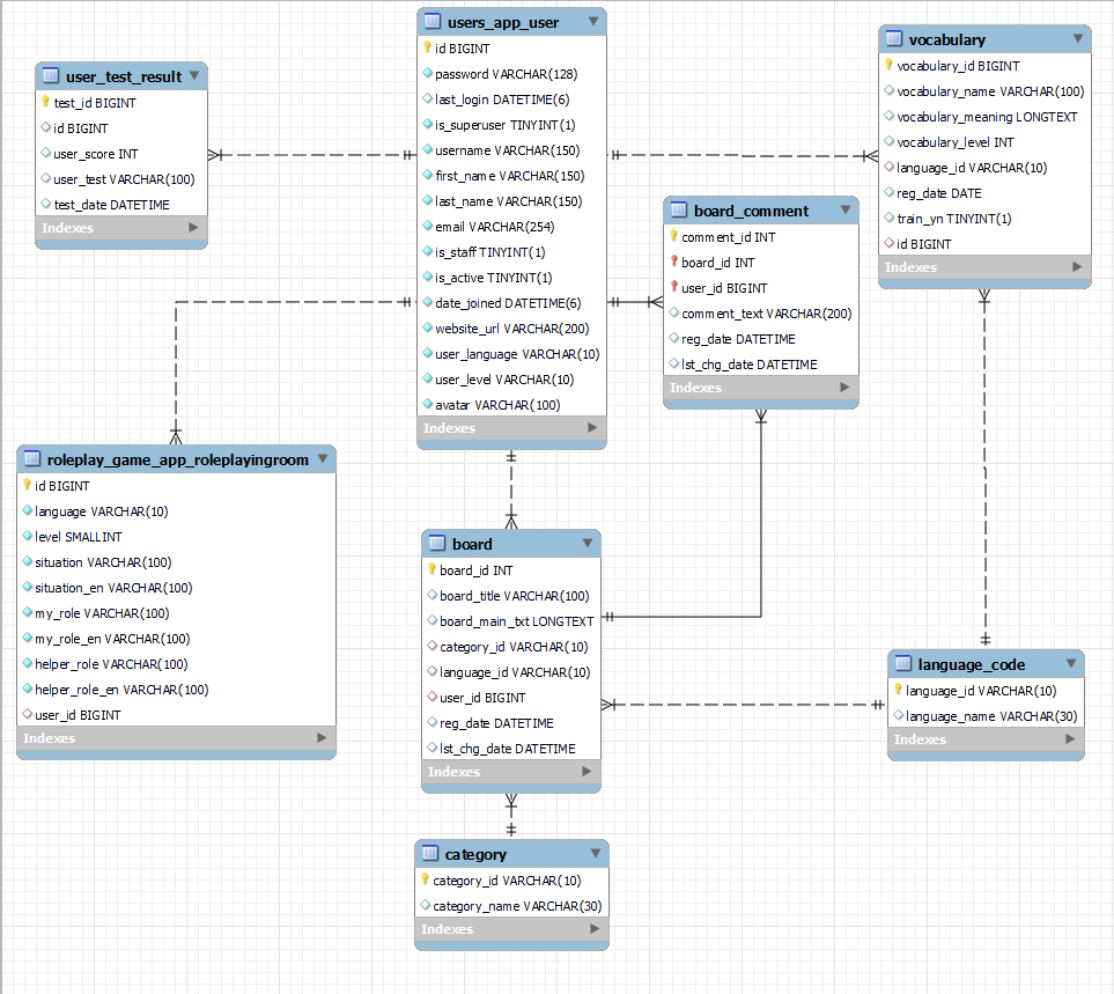 users_app_user
id BIGINT
password VARCHAR(128)
last_login DATETIME(6)
is_superuser TINYINT(1)
username VARCHAR(150)
first_name VARCHAR(150)
last_name VARCHAR(150)
email VARCHAR(254)
is_staff TINYINT(1)
is_active TINYINT(1)
date_joined DATETIME(6)
website_url VARCHAR(200)
user_language VARCHAR(10)
user_level VARCHAR(10)
avatar VARCHAR(100)
Indexes
vocabulary
vocabulary_id BIGINT
vocabulary_name VARCHAR(100)
vocabulary_meaning LONGTEXT
vocabulary_level INT
language_id VARCHAR(10)
reg_date DATE
train_yn TINYINT(1)
id BIGINT
Indexes
user_test_result
test_id BIGINT
id BIGINT
user_score INT
user_test VARCHAR(100)
test_date DATETIME
Indexes
board_comment
comment_id INT
board_id INT
user_id BIGINT
comment_text VARCHAR(200)
reg_date DATETIME
lst_chg_date DATETIME
Indexes
roleplay_game_app_roleplayingroom
id BIGINT
language VARCHAR(10)
level SMALLINT
situation VARCHAR(100)
situation_en VARCHAR(100)
my_role VARCHAR(100)
my_role_en VARCHAR(100)
helper_role VARCHAR(100)
helper_role_en VARCHAR(100)
user_id BIGINT
Indexes
board
board_id INT
board_title VARCHAR(100)
board_main_txt LONGTEXT
category_id VARCHAR(10)
language_id VARCHAR(10)
user_id BIGINT
reg_date DATETIME
lst_chg_date DATETIME
Indexes
language_code
language_id VARCHAR(10)
language_name VARCHAR(30)
Indexes
category
category_id VARCHAR(10)
category_name VARCHAR(30)
Indexes